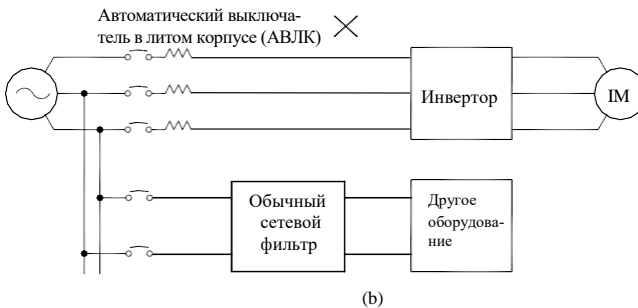 Автоматический выключа-
тель в литом корпусе (АВЛК)
Инвертор
IM
Обычный
сетевой
фильтр
Другое
оборудова-
ние
(b)